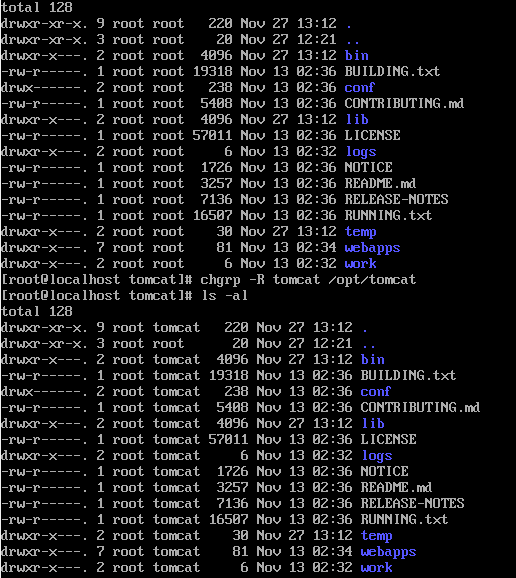 total 128
drwxr-xr-x. 9 root root   220 Nov 27 13:12 .
drwxr-xr-x. 3 root root    20 Nov 27 12:21 ..
drwxr-x---. 2 root root  4096 Nov 27 13:12 bin
-rw-r-----. 1 root root 19318 Nov 13 02:36 BUILDING.txt
drwx------. 2 root root   238 Nov 13 02:36 conf
-rw-r-----. 1 root root  5408 Nov 13 02:36 CONTRIBUTING.md
drwxr-x---. 2 root root  4096 Nov 27 13:12 lib
-rw-r-----. 1 root root 57011 Nov 13 02:36 LICENSE
drwxr-x---. 2 root root     6 Nov 13 02:32 logs
-rw-r-----. 1 root root  1726 Nov 13 02:36 NOTICE
-rw-r-----. 1 root root  3257 Nov 13 02:36 README.md
-rw-r-----. 1 root root  7136 Nov 13 02:36 RELEASE-NOTES
-rw-r-----. 1 root root 16507 Nov 13 02:36 RUNNING.txt
drwxr-x---. 2 root root    30 Nov 27 13:12 temp
drwxr-x---. 7 root root    81 Nov 13 02:34 webapps
drwxr-x---. 2 root root     6 Nov 13 02:32 work
[root@localhost tomcat]# chgrp -R tomcat /opt/tomcat
[root@localhost tomcat]# ls -al
total 128
drwxr-xr-x. 9 root tomcat   220 Nov 27 13:12 .
drwxr-xr-x. 3 root root      20 Nov 27 12:21 ..
drwxr-x---. 2 root tomcat  4096 Nov 27 13:12 bin
-rw-r-----. 1 root tomcat 19318 Nov 13 02:36 BUILDING.txt
drwx------. 2 root tomcat   238 Nov 13 02:36 conf
-rw-r-----. 1 root tomcat  5408 Nov 13 02:36 CONTRIBUTING.md
drwxr-x---. 2 root tomcat  4096 Nov 27 13:12 lib
-rw-r-----. 1 root tomcat 57011 Nov 13 02:36 LICENSE
drwxr-x---. 2 root tomcat     6 Nov 13 02:32 logs
-rw-r-----. 1 root tomcat  1726 Nov 13 02:36 NOTICE
-rw-r-----. 1 root tomcat  3257 Nov 13 02:36 README.md
-rw-r-----. 1 root tomcat  7136 Nov 13 02:36 RELEASE-NOTES
-rw-r-----. 1 root tomcat 16507 Nov 13 02:36 RUNNING.txt
drwxr-x---. 2 root tomcat    30 Nov 27 13:12 temp
drwxr-x---. 7 root tomcat    81 Nov 13 02:34 webapps
drwxr-x---. 2 root tomcat     6 Nov 13 02:32 work